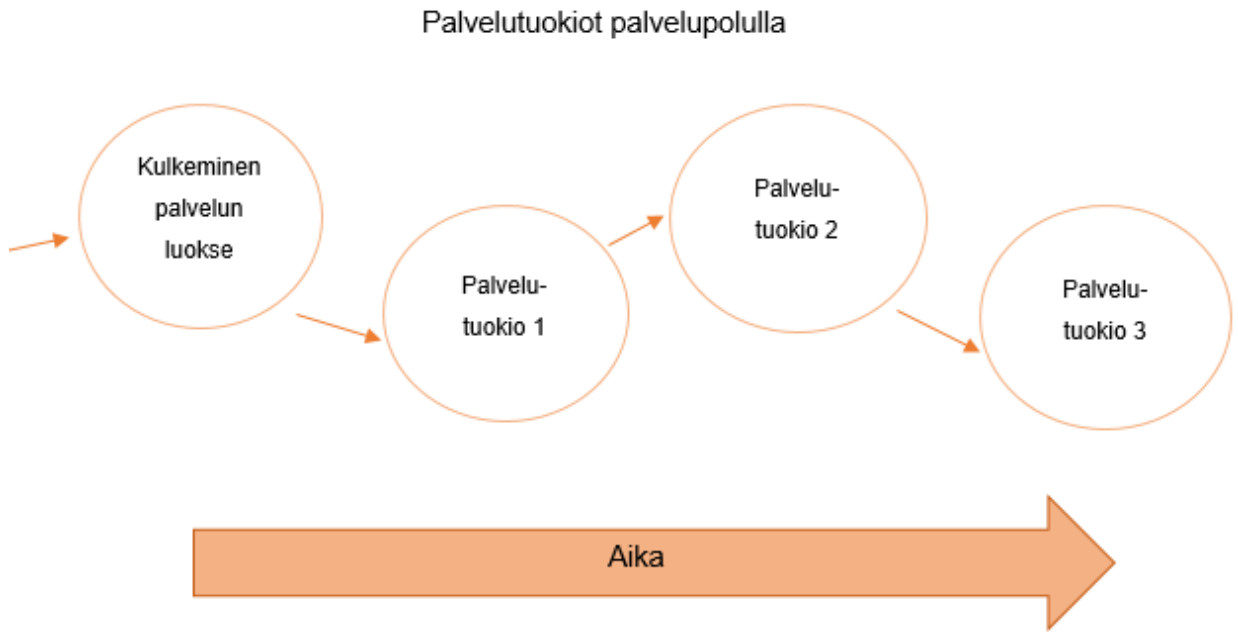 Palvelutuokiot palvelupolulla
Kulkeminen
palvelun
luokse
Palvelu-
tuokio 1
Palvelu-
tuokio 2
Palvelu-
tuokio 3
Aika